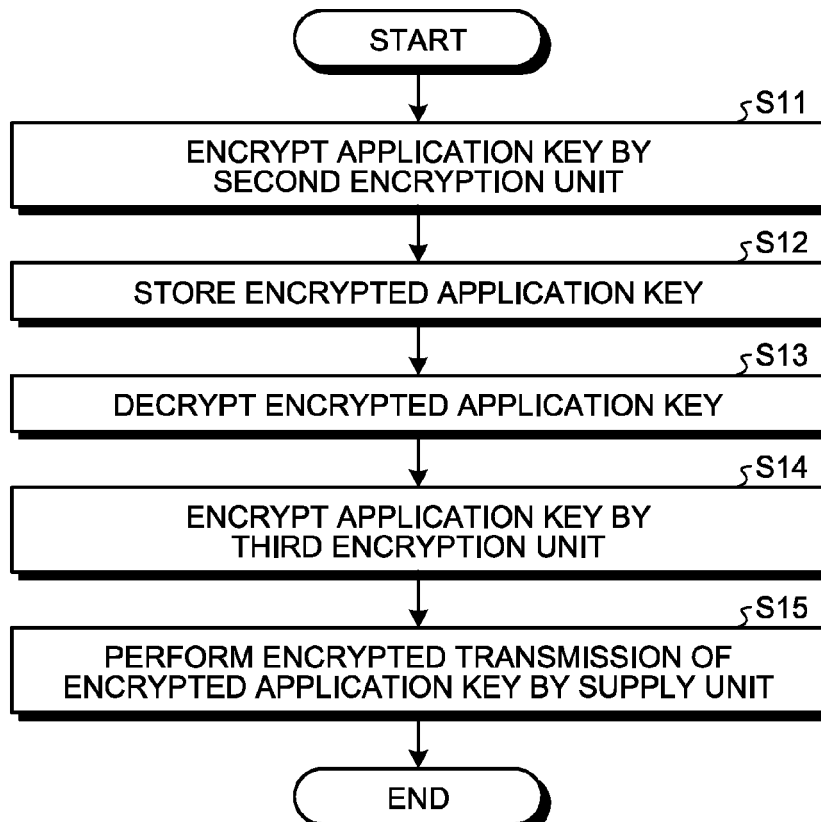 START
S11
ENCRYPT APPLICATION KEY BY
SECOND ENCRYPTION UNIT
S12
STORE ENCRYPTED APPLICATION KEY
S13
DECRYPT ENCRYPTED APPLICATION KEY
S14
ENCRYPT APPLICATION KEY BY
THIRD ENCRYPTION UNIT
S15
PERFORM ENCRYPTED TRANSMISSION OF
ENCRYPTED APPLICATION KEY BY SUPPLY UNIT
END